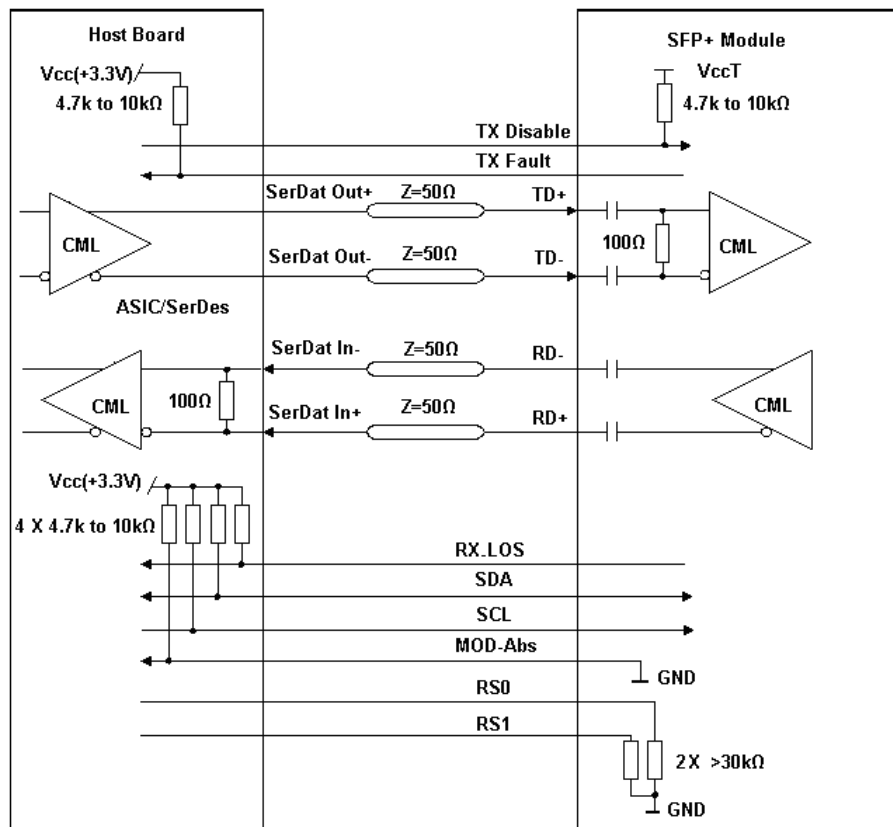 Host Board
SFP+ Module
Vcc(+3.3V)
4.7k to 10kΩ
VccT
4.7k to 10kΩ
TX Disable
TX Fault
SerDat Out+
Z=50Ω
TD+
CML
100Ω
CML
SerDat Out-
Z=50Ω
TD-
ASIC/SerDes
SerDat In-
Z=50Ω
RD-
CML
100Ω
CML
SerDat In+
Z=50Ω
RD+
Vcc(+3.3V)
4 X 4.7k to 10kΩ
RX_LOS
SDA
SCL
MOD-Abs
GND
RS0
RS1
2X >30kΩ
GND